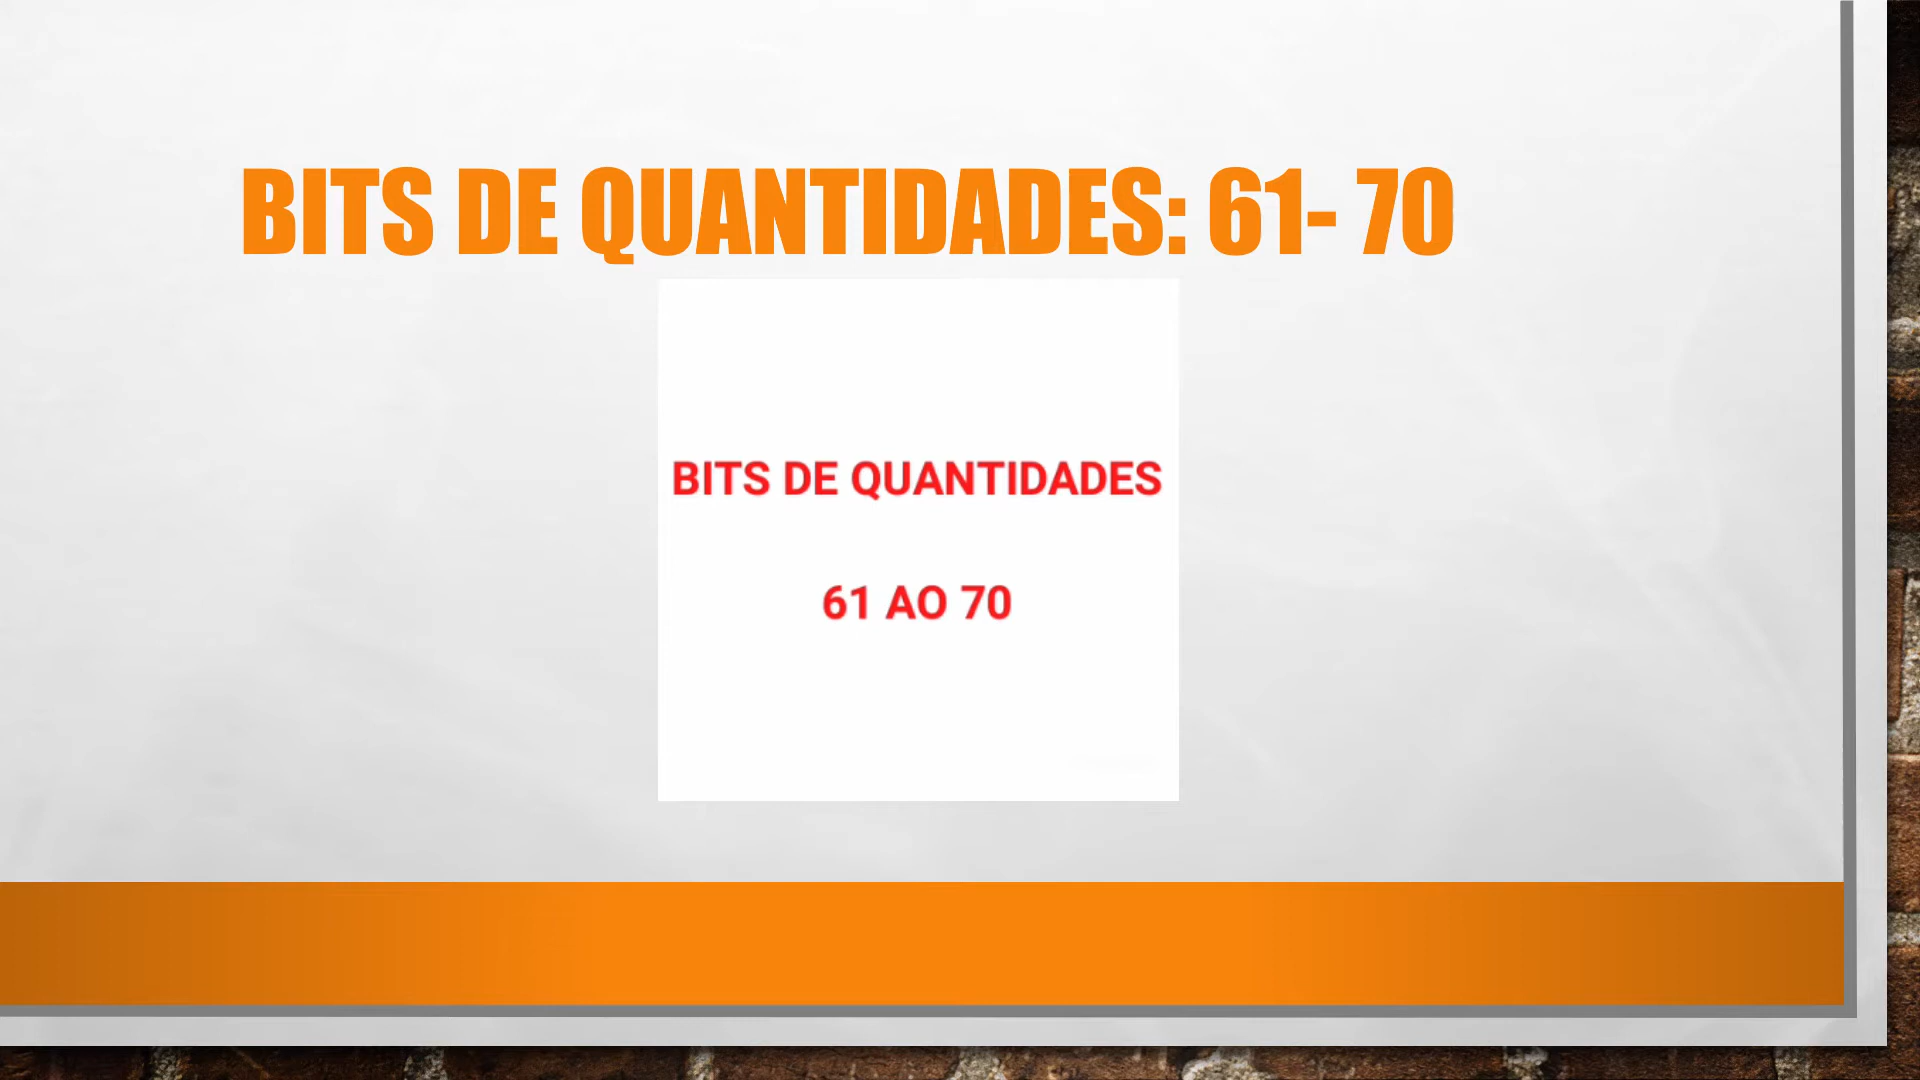 BITS DE QUANTIDADES: 61- 70
BITS DE QUANTIDADES
61 AO 70